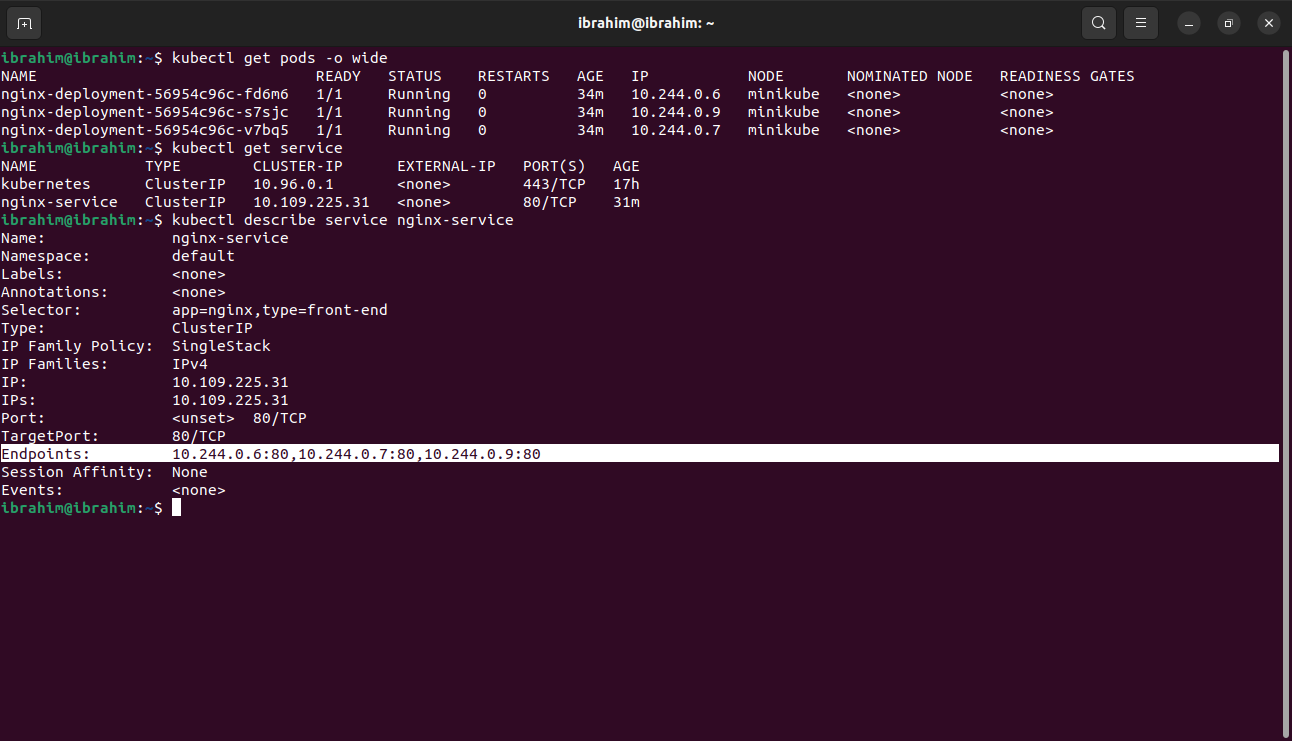 ibrahim@ibrahim: ~
ibrahim@ibrahim:~$ kubectl get pods -o wide
NAME                               READY   STATUS    RESTARTS   AGE   IP           NODE       NOMINATED NODE   READINESS GATES
nginx-deployment-56954c96c-fd6m6   1/1     Running   0          34m   10.244.0.6   minikube   <none>           <none>
nginx-deployment-56954c96c-s7sjc   1/1     Running   0          34m   10.244.0.9   minikube   <none>           <none>
nginx-deployment-56954c96c-v7bq5   1/1     Running   0          34m   10.244.0.7   minikube   <none>           <none>
ibrahim@ibrahim:~$ kubectl get service
NAME            TYPE        CLUSTER-IP      EXTERNAL-IP   PORT(S)   AGE
kubernetes      ClusterIP   10.96.0.1       <none>        443/TCP   17h
nginx-service   ClusterIP   10.109.225.31   <none>        80/TCP    31m
ibrahim@ibrahim:~$ kubectl describe service nginx-service
Name:              nginx-service
Namespace:         default
Labels:            <none>
Annotations:       <none>
Selector:          app=nginx,type=front-end
Type:              ClusterIP
IP Family Policy:  SingleStack
IP Families:       IPv4
IP:                10.109.225.31
IPs:               10.109.225.31
Port:              <unset>  80/TCP
TargetPort:        80/TCP
Endpoints:         10.244.0.6:80,10.244.0.7:80,10.244.0.9:80
Session Affinity:  None
Events:            <none>
ibrahim@ibrahim:~$